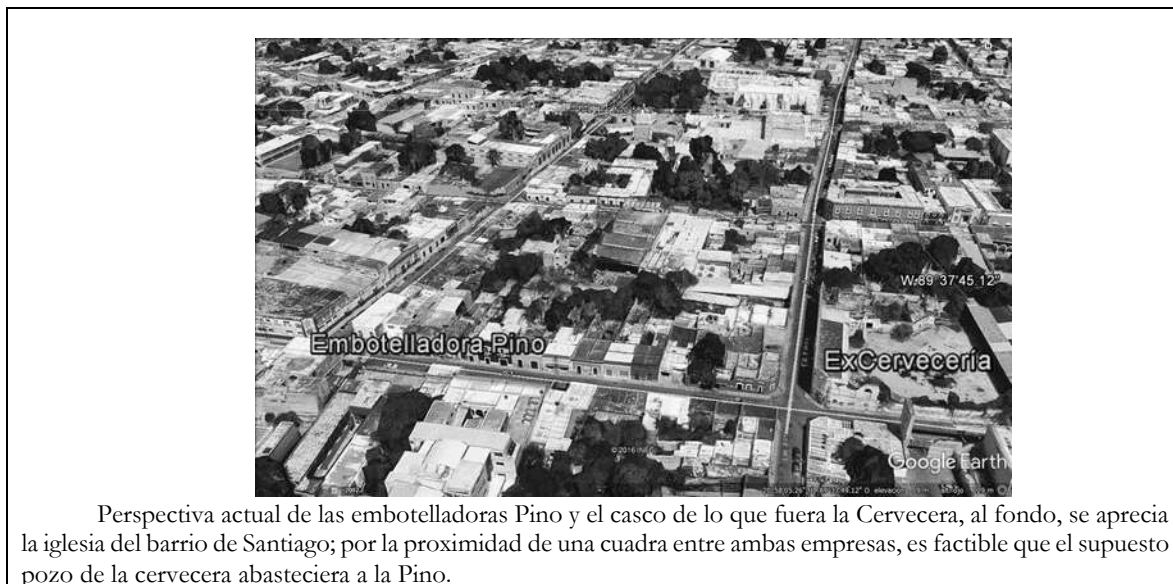 W:89 37'45 12"
Embotelladora Pino
ExCervecería
© 2016 INEGI
Google Earth
Perspectiva actual de las embotelladoras Pino y el casco de lo que fuera la Cervecera, al fondo, se aprecia
la iglesia del barrio de Santiago; por la proximidad de una cuadra entre ambas empresas, es factible que el supuesto
pozo de la cervecera abasteciera a la Pino.